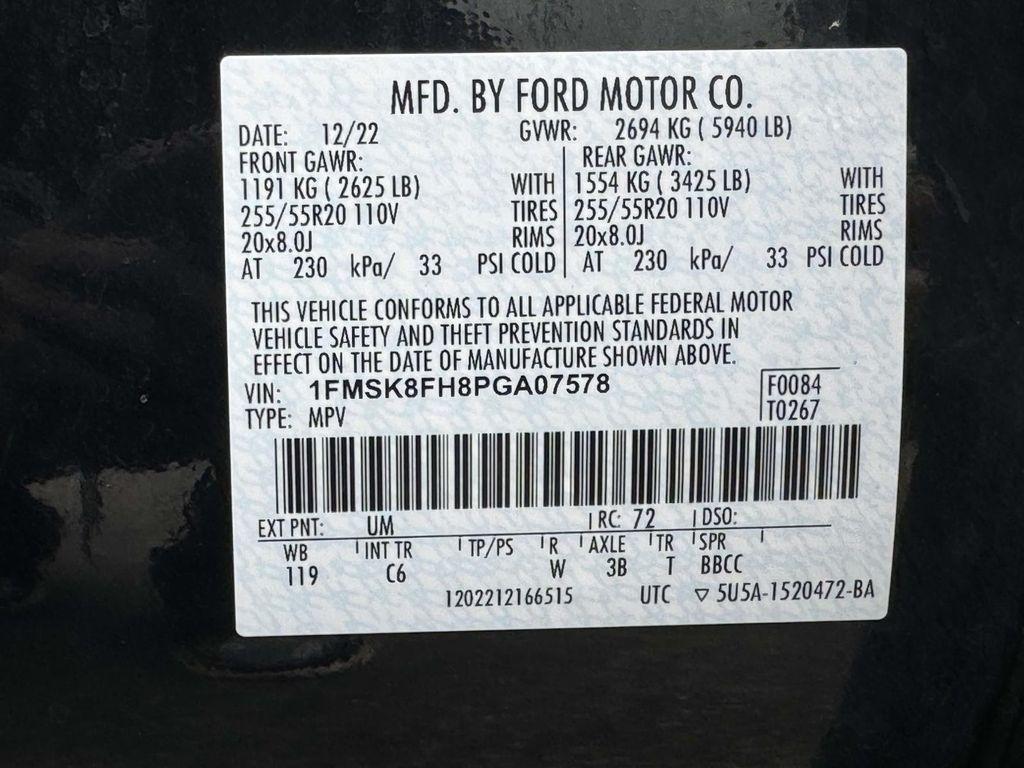 MFD. BY FORD MOTOR CO.
DATE: 12/22 GVWR: 2694 KG ( 5940 LB)
FRONT GAWR: REAR GAWR:
1191 KG ( 2625 LB) WITH 1554 KG ( 3425 LB) WITH
255/55R20 110V TIRES 255/55R20 110V TIRES
20x8.0J RIMS 20x8.0J RIMS
AT 230 kPa/ 33 PSI COLD AT 230 kPa/ 33 PSI COLD
THIS VEHICLE CONFORMS TO ALL APPLICABLE FEDERAL MOTOR
VEHICLE SAFETY AND THEFT PREVENTION STANDARDS IN
EFFECT ON THE DATE OF MANUFACTURE SHOWN ABOVE.
VIN: 1FMSK8FH8PGA07578 F0084
TYPE: MPV T0267
EXT PNT: UM RC: 72 DSO:
WB INT TR TP/PS R AXLE TR SPR
119 C6 W 3B T BBCC
1202212166515 UTC ▽ 5U5A-1520472-BA